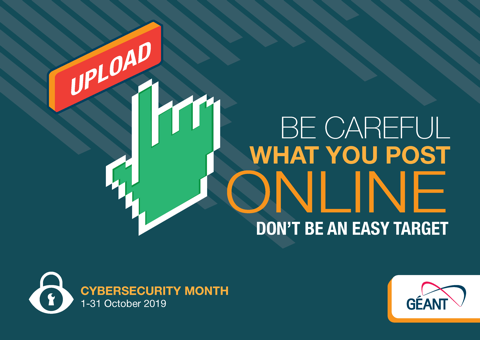 UPLOAD
BE CAREFUL
WHAT YOU POST
ONLINE
DON'T BE AN EASY TARGET
CYBERSECURITY MONTH
1-31 October 2019
GÉANT